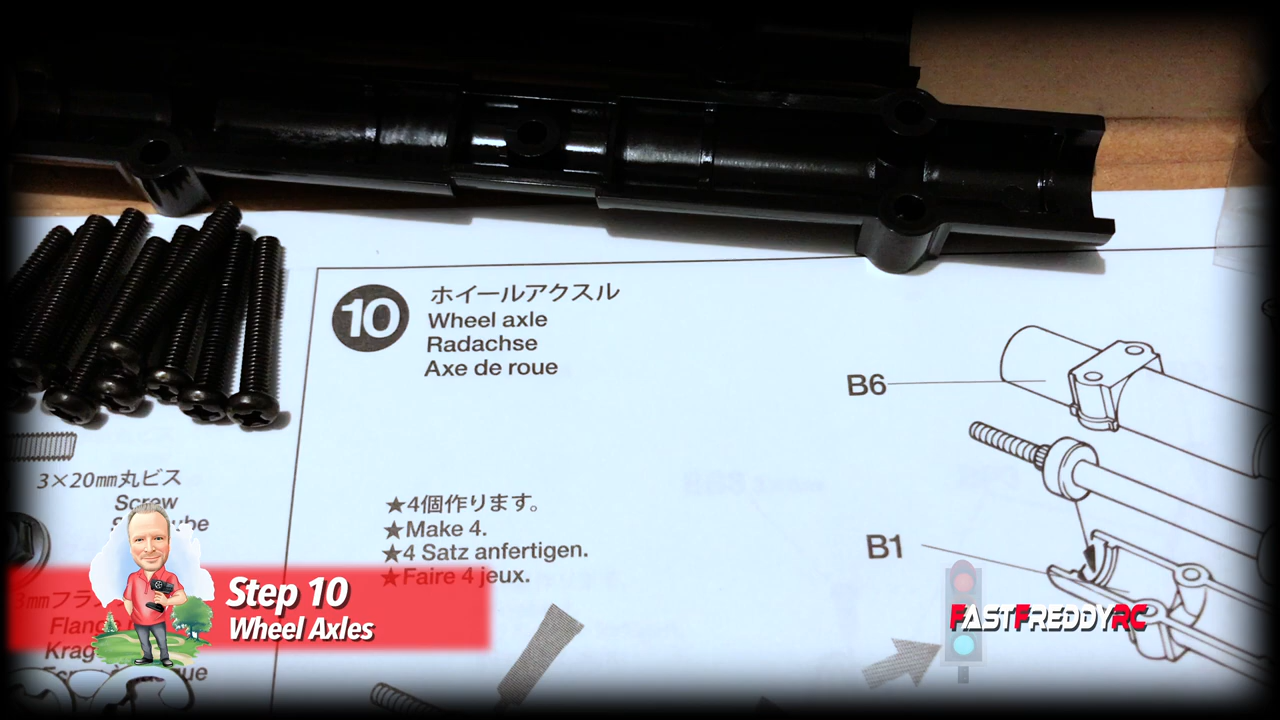 10
ホイールアクスル
Wheel axle
Radachse
Axe de roue
B6
3×20mm丸ビス
Screw
★4個作ります。
★Make 4.
★4 Satz anfertigen.
★Faire 4 jeux.
B1
Step 10
Wheel Axles
FASTFREDDYRC